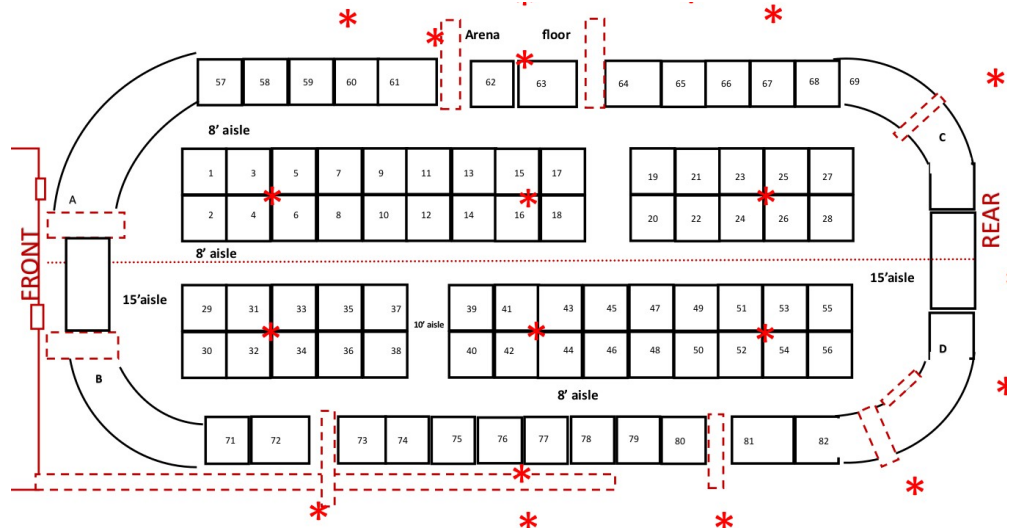 Arena floor
57 58 59 60 61 62 63 64 65 66 67 68 69
8' aisle
C
1 3 5 7 9 11 13 15 17 19 21 23 25 27
A
2 4 6 8 10 12 14 16 18 20 22 24 26 28
REAR
8' aisle
FRONT
15'aisle
15'aisle
29 31 33 35 37 39 41 43 45 47 49 51 53 55
10' aisle
30 32 34 36 38 40 42 44 46 48 50 52 54 56
D
B
8' aisle
71 72 73 74 75 76 77 78 79 80 81 82